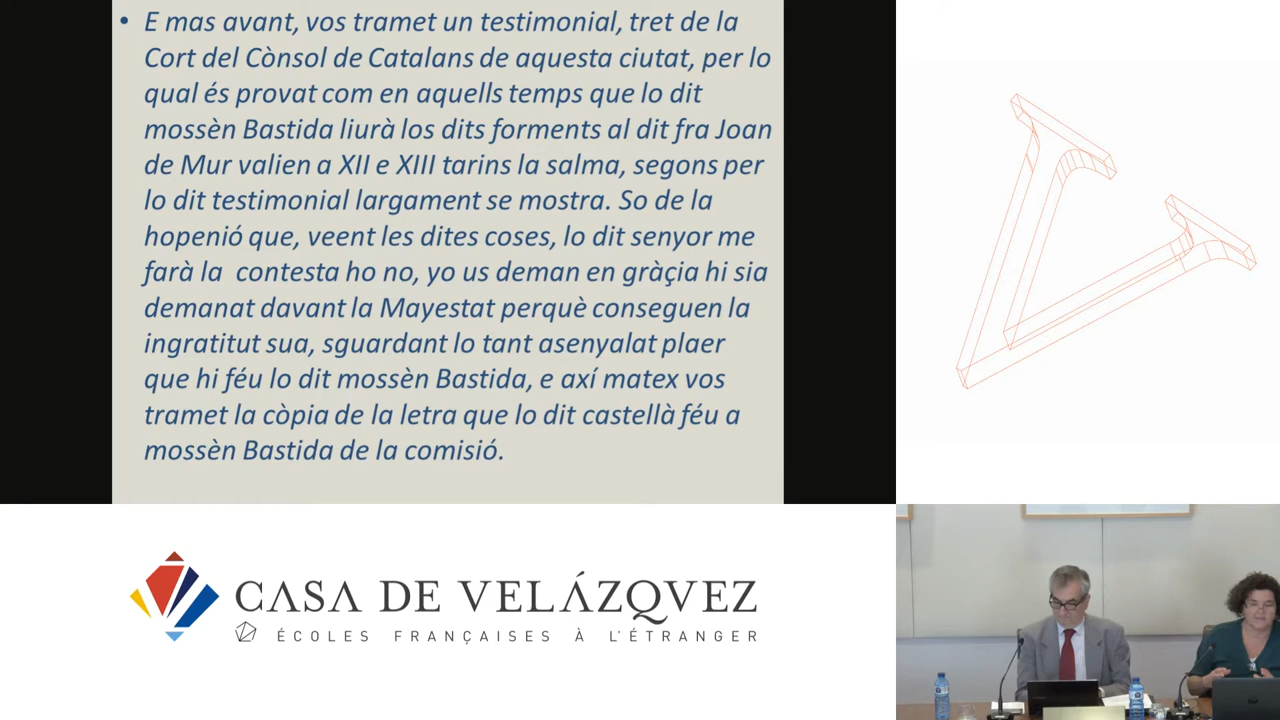 • E mas avant, vos tramet un testimonial, tret de la
Cort del Cònsol de Catalans de aquesta ciutat, per lo
qual és provat com en aquells temps que lo dit
mossèn Bastida liurà los dits forments al dit fra Joan
de Mur valien a XII e XIII tarins la salma, segons per
lo dit testimonial largament se mostra. So de la
hopenió que, veent les dites coses, lo dit senyor me
farà la contesta ho no, yo us deman en gràçia hi sia
demanat davant la Mayestat perquè conseguen la
ingratitut sua, sguardant lo tant asenyalat plaer
que hi féu lo dit mossèn Bastida, e axí matex vos
tramet la còpia de la letra que lo dit castellà féu a
mossèn Bastida de la comisió.
CASA DE VELÁZQVEZ
ÉCOLES FRANÇAISES À L'ÉTRANGER